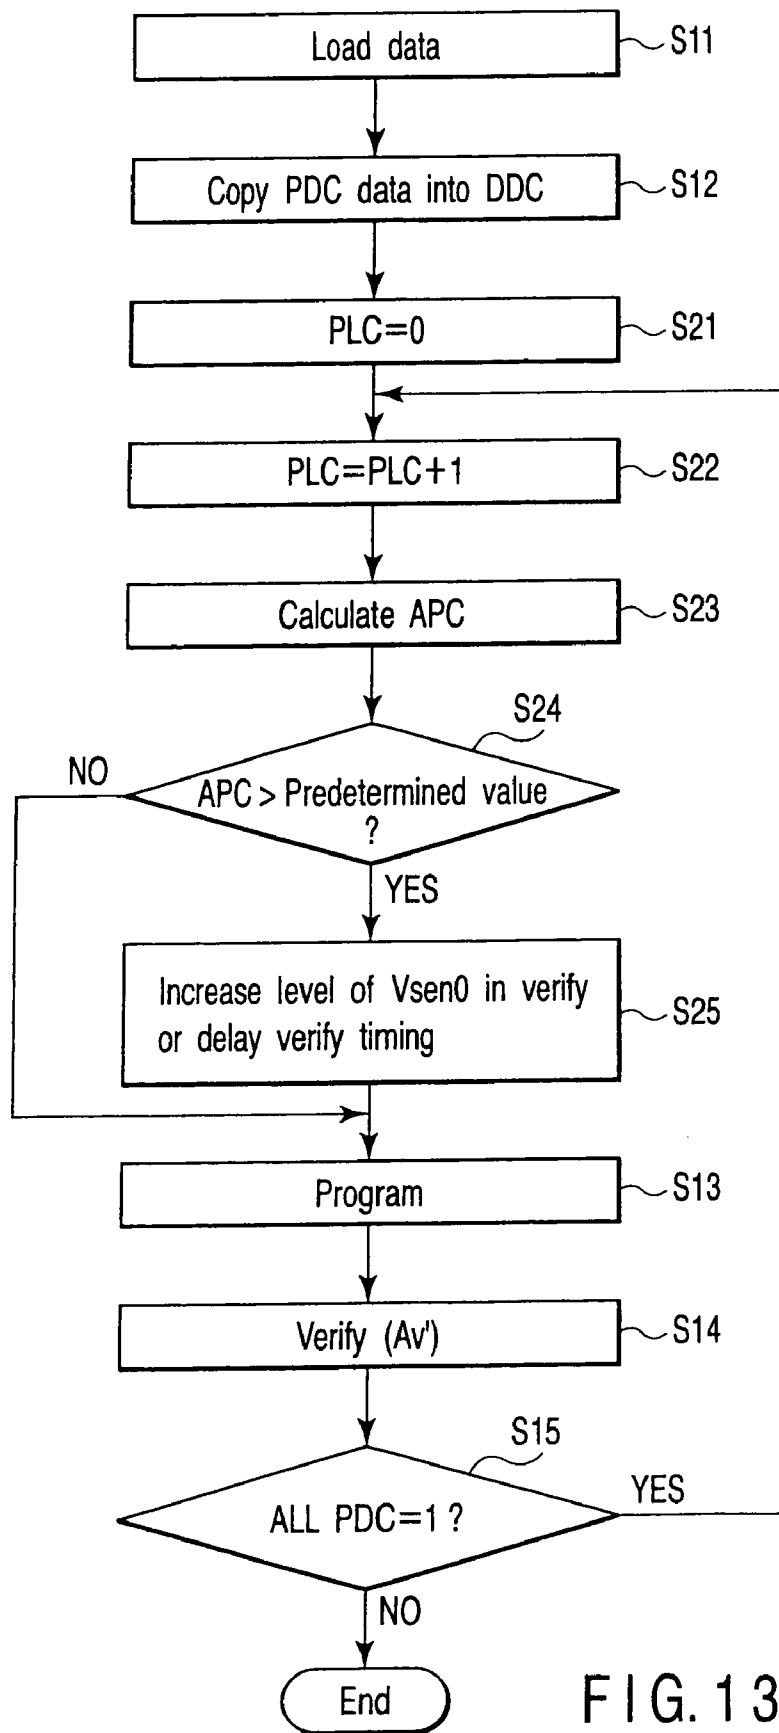 Load data
S11
Copy PDC data into DDC
S12
PLC=0
S21
PLC=PLC+1
S22
Calculate APC
S23
S24
NO
APC > Predetermined value
?
YES
Increase level of Vsen0 in verify
or delay verify timing
S25
Program
S13
Verify (Av')
S14
S15
ALL PDC=1 ?
YES
NO
End
FIG. 13